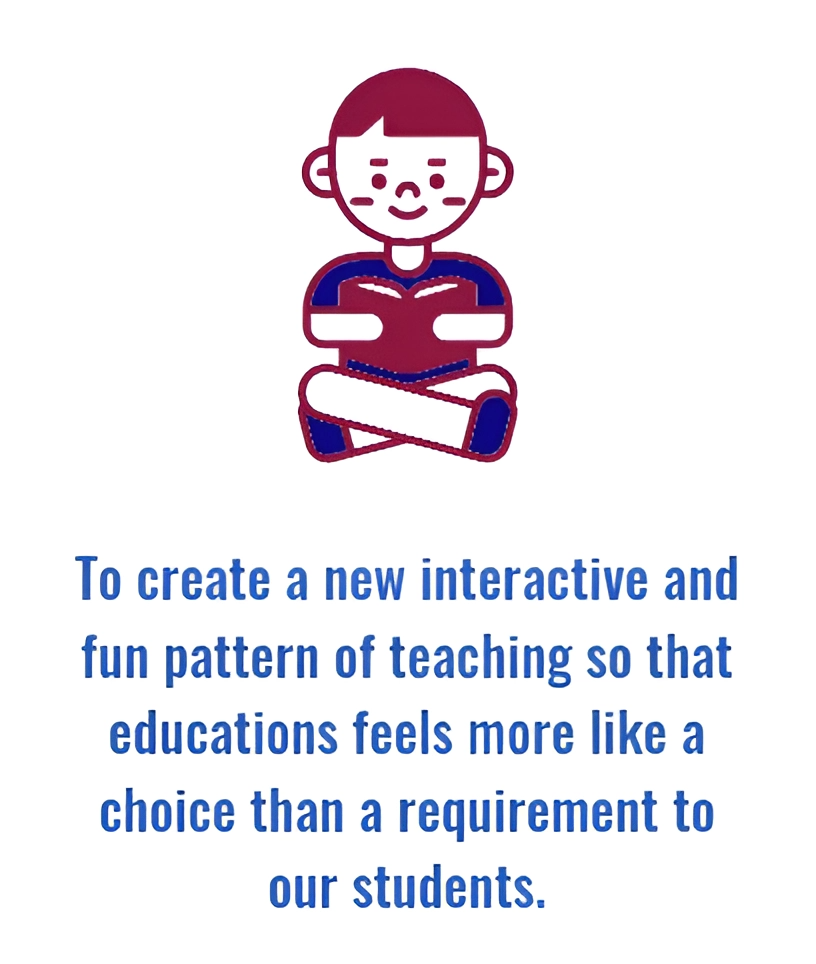 To create a new interactive and
fun pattern of teaching so that
educations feels more like a
choice than a requirement to
our students.